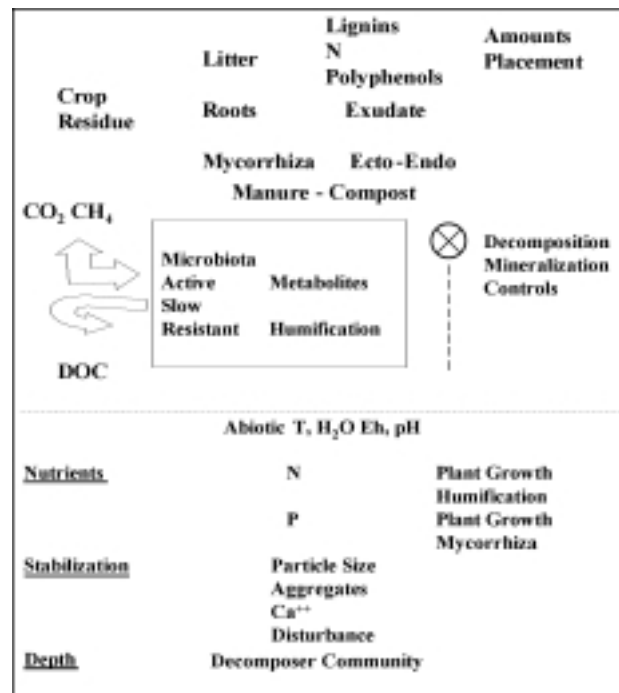 Lignins
Litter N Amounts
Polyphenols Placement
Crop
Residue Roots Exudate
Mycorrhiza Ecto-Endo
Manure - Compost
CO₂ CH₄
Microbiota
Active Metabolites
Slow
Resistant Humification
Decomposition
Mineralization
Controls
DOC
Abiotic T, H₂O Eh, pH
Nutrients N Plant Growth
Humification
P Plant Growth
Mycorrhiza
Stabilization Particle Size
Aggregates
Ca⁺⁺
Disturbance
Depth Decomposer Community